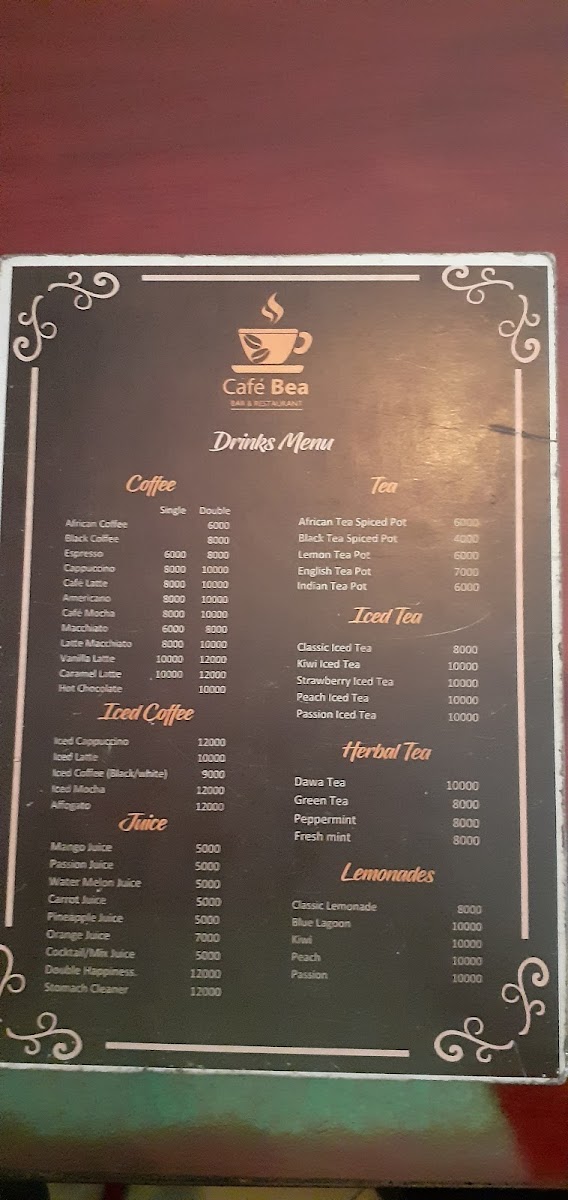 Café Bea
BAR & RESTAURANT
Drinks Menu
Coffee
Single Double
African Coffee 6000
Black Coffee 8000
Espresso 6000 8000
Cappuccino 8000 10000
Café Latte 8000 10000
Americano 8000 10000
Café Mocha 8000 10000
Macchiato 6000 8000
Latte Macchiato 8000 10000
Vanilla Latte 10000 12000
Caramel Latte 10000 12000
Hot Chocolate 10000
Iced Coffee
Iced Cappuccino 12000
Iced Latte 10000
Iced Coffee (Black/white) 9000
Iced Mocha 12000
Affogato 12000
Juice
Mango Juice 5000
Passion Juice 5000
Water Melon Juice 5000
Carrot Juice 5000
Pineapple Juice 5000
Orange Juice 7000
Cocktail/Mix Juice 5000
Double Happiness. 12000
Stomach Cleaner 12000
Tea
African Tea Spiced Pot 6000
Black Tea Spiced Pot 4000
Lemon Tea Pot 6000
English Tea Pot 7000
Indian Tea Pot 6000
Iced Tea
Classic Iced Tea 8000
Kiwi Iced Tea 10000
Strawberry Iced Tea 10000
Peach Iced Tea 10000
Passion Iced Tea 10000
Herbal Tea
Dawa Tea 10000
Green Tea 8000
Peppermint 8000
Fresh mint 8000
Lemonades
Classic Lemonade 8000
Blue Lagoon 10000
Kiwi 10000
Peach 10000
Passion 10000